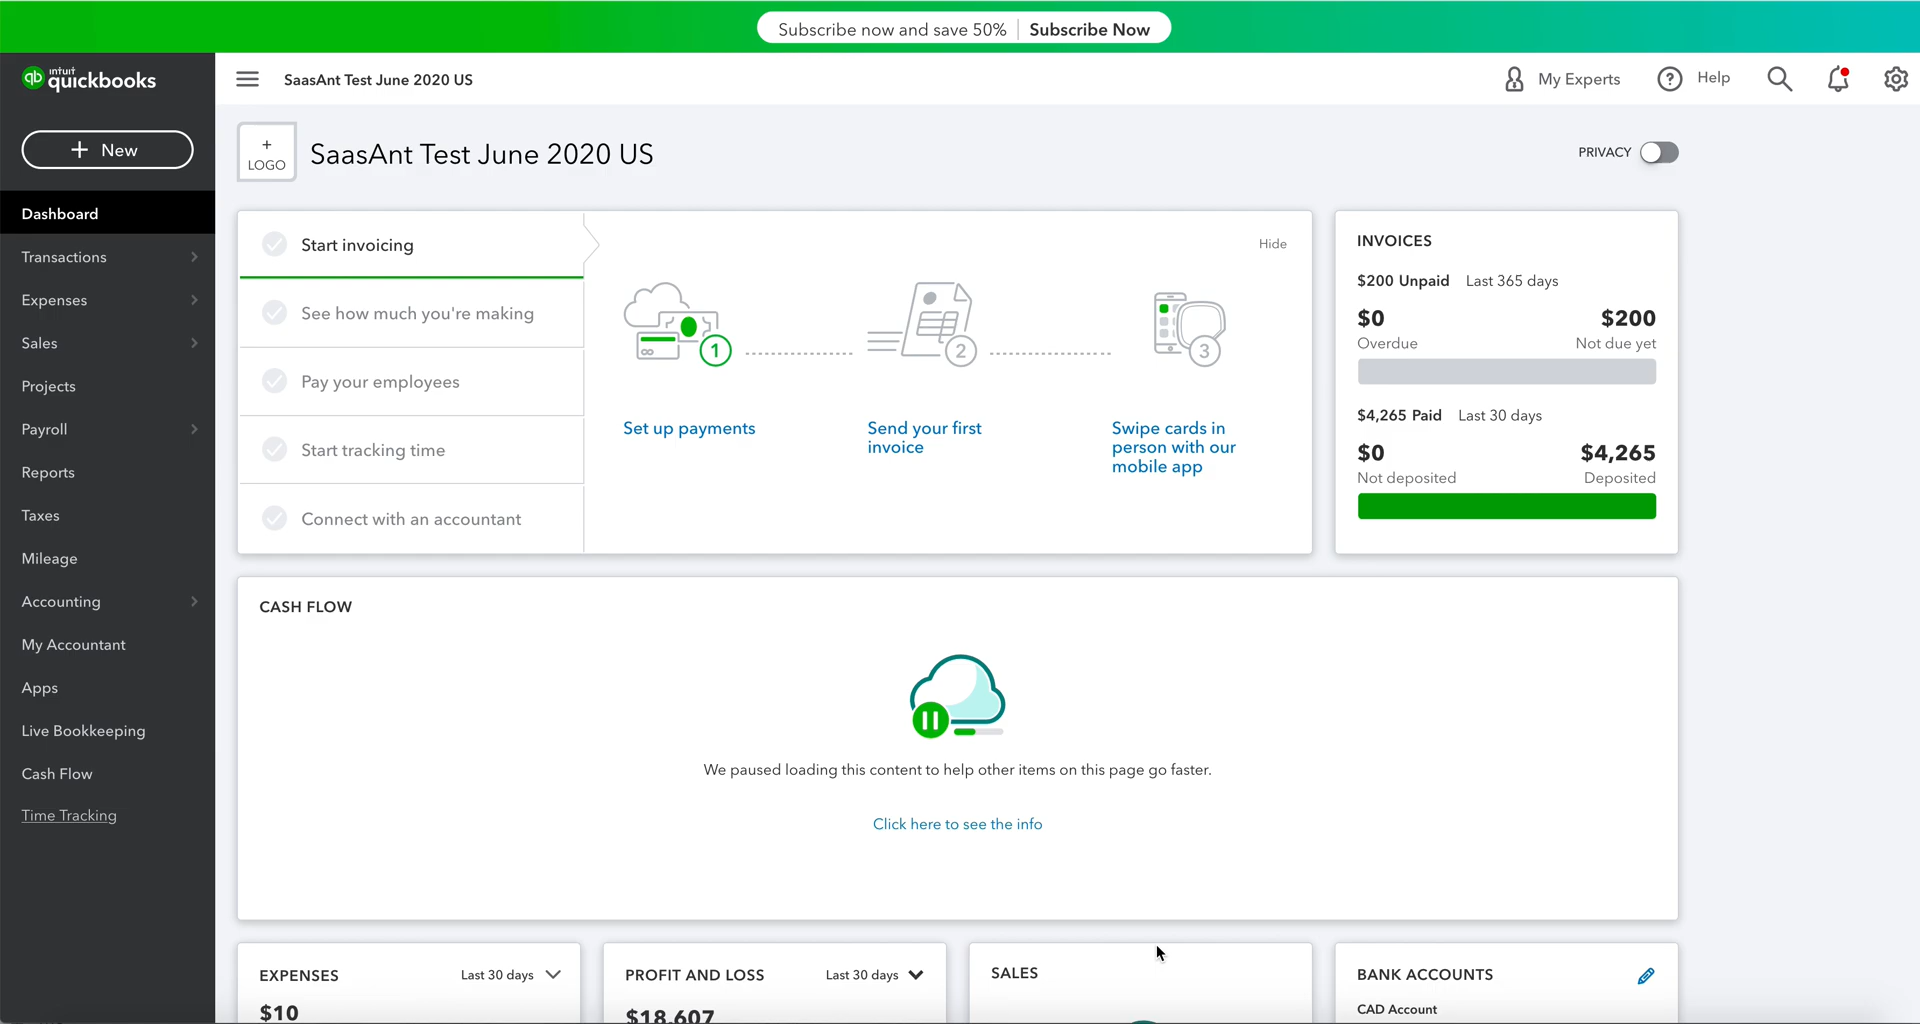 Subscribe now and save 50% Subscribe Now
intuit
qb quickbooks
SaasAnt Test June 2020 US
My Experts
? Help
+ New
+
LOGO
SaasAnt Test June 2020 US
PRIVACY
Dashboard
Transactions
Expenses
Sales
Projects
Payroll
Reports
Taxes
Mileage
Accounting
My Accountant
Apps
Live Bookkeeping
Cash Flow
Time Tracking
Start invoicing
See how much you're making
Pay your employees
Start tracking time
Connect with an accountant
Hide
1
2
3
Set up payments
Send your first
invoice
Swipe cards in
person with our
mobile app
INVOICES
$200 Unpaid Last 365 days
$0 $200
Overdue Not due yet
$4,265 Paid Last 30 days
$0 $4,265
Not deposited Deposited
CASH FLOW
We paused loading this content to help other items on this page go faster.
Click here to see the info
EXPENSES Last 30 days
$10
PROFIT AND LOSS Last 30 days
$18,607
SALES
BANK ACCOUNTS
CAD Account